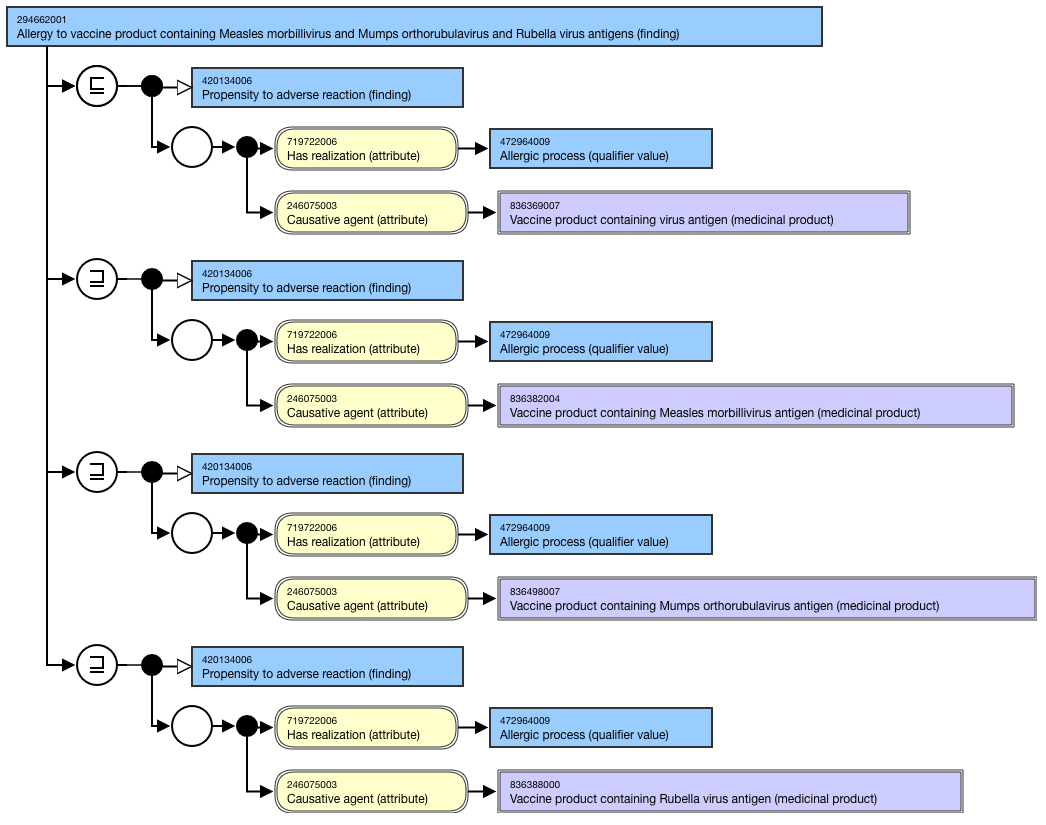 294662001
Allergy to vaccine product containing Measles morbillivirus and Mumps orthorubulavirus and Rubella virus antigens (finding)
⊑
420134006
Propensity to adverse reaction (finding)
719722006
Has realization (attribute)
472964009
Allergic process (qualifier value)
246075003
Causative agent (attribute)
836369007
Vaccine product containing virus antigen (medicinal product)
⊒
420134006
Propensity to adverse reaction (finding)
719722006
Has realization (attribute)
472964009
Allergic process (qualifier value)
246075003
Causative agent (attribute)
836382004
Vaccine product containing Measles morbillivirus antigen (medicinal product)
⊒
420134006
Propensity to adverse reaction (finding)
719722006
Has realization (attribute)
472964009
Allergic process (qualifier value)
246075003
Causative agent (attribute)
836498007
Vaccine product containing Mumps orthorubulavirus antigen (medicinal product)
⊒
420134006
Propensity to adverse reaction (finding)
719722006
Has realization (attribute)
472964009
Allergic process (qualifier value)
246075003
Causative agent (attribute)
836388000
Vaccine product containing Rubella virus antigen (medicinal product)